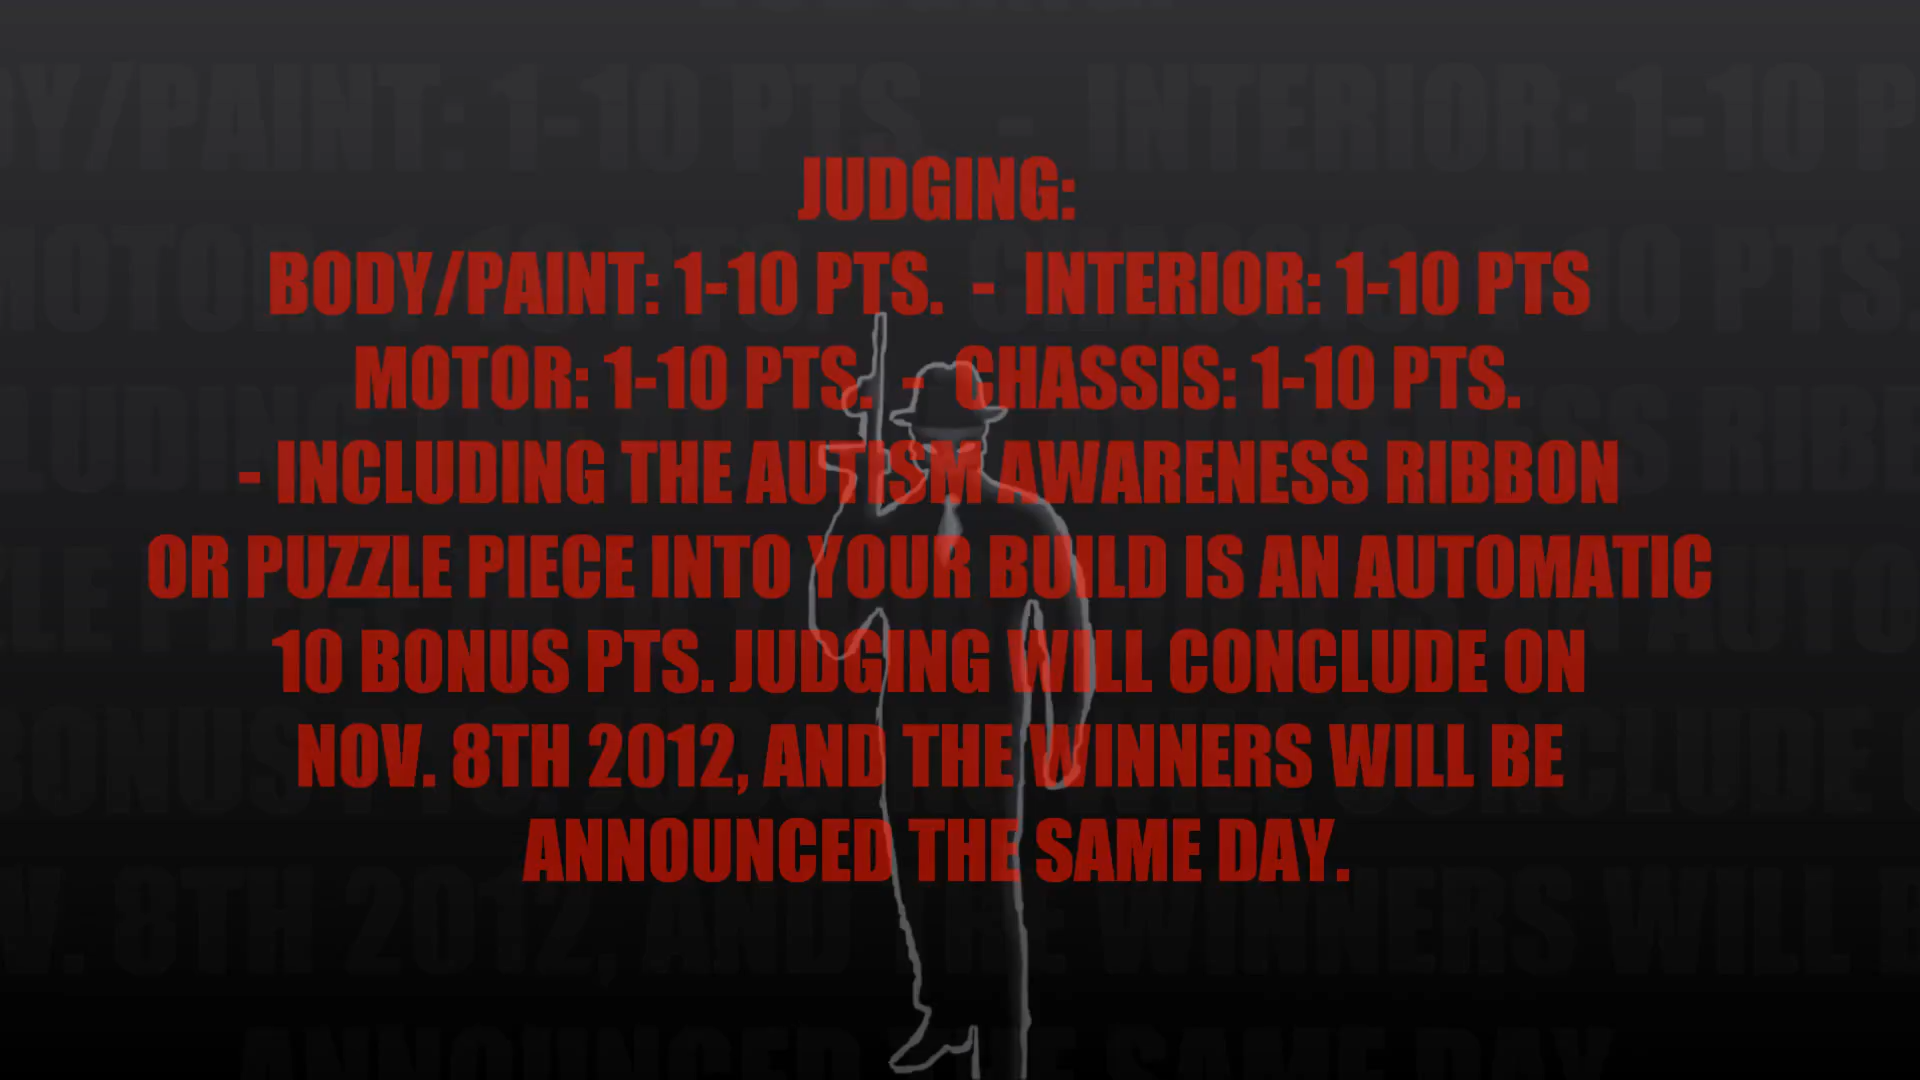 JUDGING:
BODY/PAINT: 1-10 PTS. - INTERIOR: 1-10 PTS
MOTOR: 1-10 PTS. - CHASSIS: 1-10 PTS.
- INCLUDING THE AUTISM AWARENESS RIBBON
OR PUZZLE PIECE INTO YOUR BUILD IS AN AUTOMATIC
10 BONUS PTS. JUDGING WILL CONCLUDE ON
NOV. 8TH 2012, AND THE WINNERS WILL BE
ANNOUNCED THE SAME DAY.